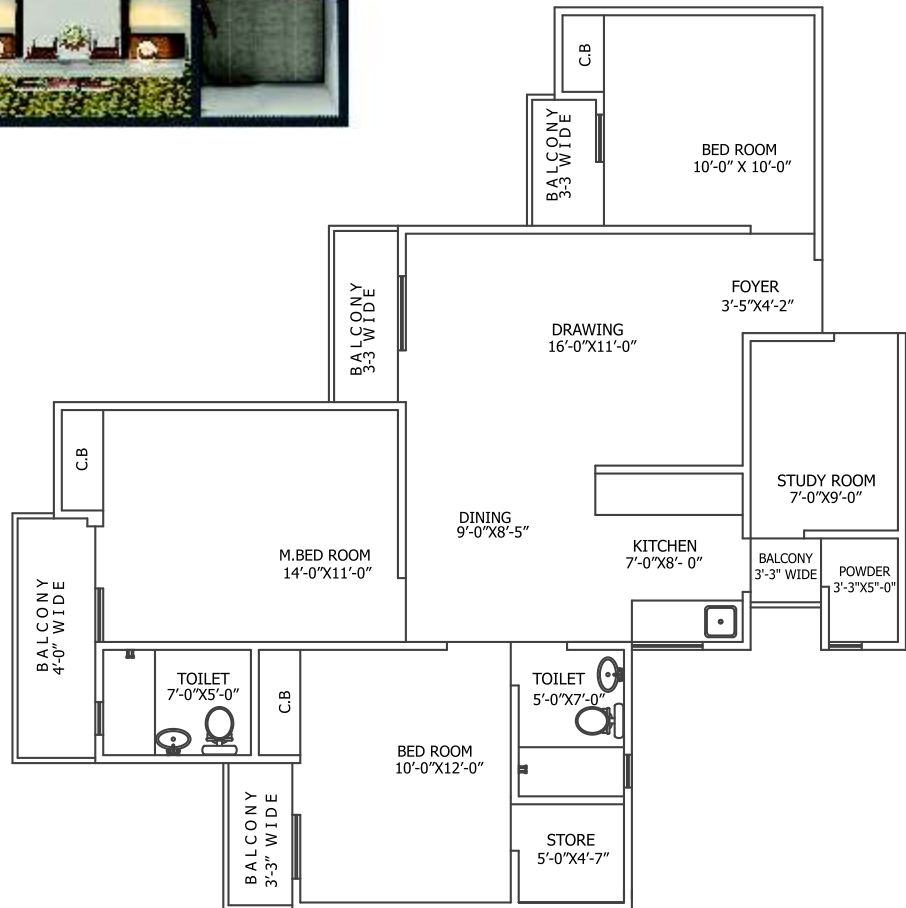 C.B
BALCONY
3-3 WIDE
BED ROOM
10'-0" X 10'-0"
BALCONY
3-3 WIDE
FOYER
3'-5"X4'-2"
DRAWING
16'-0"X11'-0"
C.B
STUDY ROOM
7'-0"X9'-0"
DINING
9'-0"X8'-5"
M.BED ROOM
14'-0"X11'-0"
KITCHEN
7'-0"X8'- 0"
BALCONY
3'-3" WIDE
POWDER
3'-3"X5"-0"
BALCONY
4'-0" WIDE
TOILET
7'-0"X5'-0"
C.B
TOILET
5'-0"X7'-0"
BED ROOM
10'-0"X12'-0"
BALCONY
3'-3" WIDE
STORE
5'-0"X4'-7"